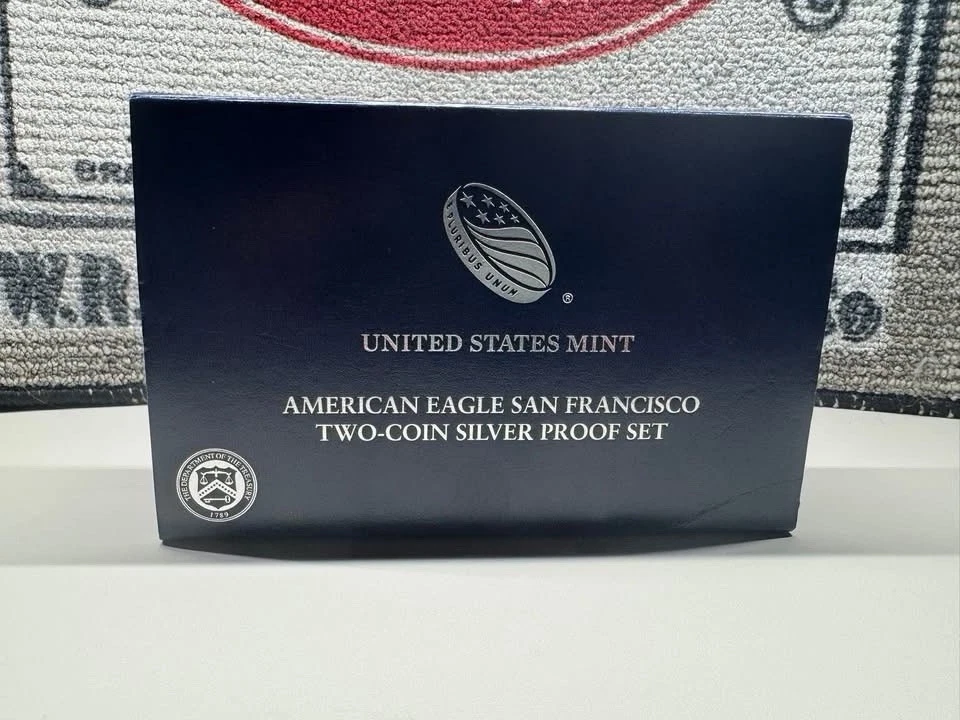 W.R.
®
E PLURIBUS UNUM
®
UNITED STATES MINT
AMERICAN EAGLE SAN FRANCISCO
TWO-COIN SILVER PROOF SET
THE DEPARTMENT OF THE TREASURY
1789